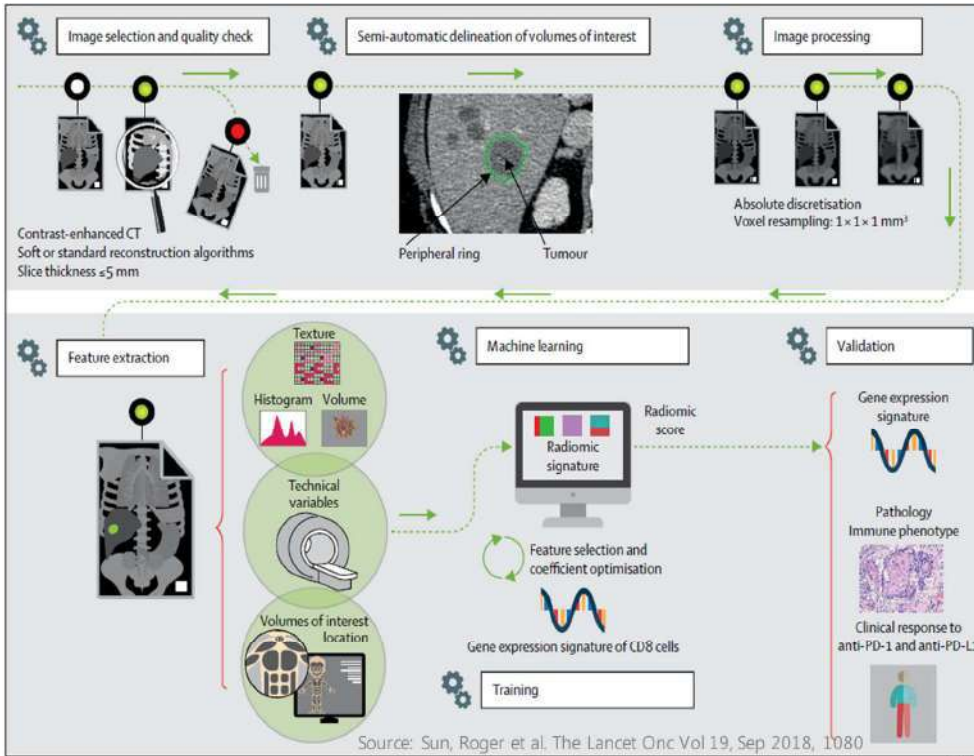 Image selection and quality check
Semi-automatic delineation of volumes of interest
Image processing
Contrast-enhanced CT
Soft or standard reconstruction algorithms
Slice thickness ≤5 mm
Peripheral ring
Tumour
Absolute discretisation
Voxel resampling: 1 × 1 × 1 mm³
Feature extraction
Texture
Histogram
Volume
Technical
variables
Volumes of interest
location
Machine learning
Radiomic
signature
Radiomic
score
Feature selection and
coefficient optimisation
Gene expression signature of CD8 cells
Training
Validation
Gene expression
signature
Pathology
Immune phenotype
Clinical response to
anti-PD-1 and anti-PD-L1
Source: Sun, Roger et al. The Lancet Onc Vol 19, Sep 2018, 1080